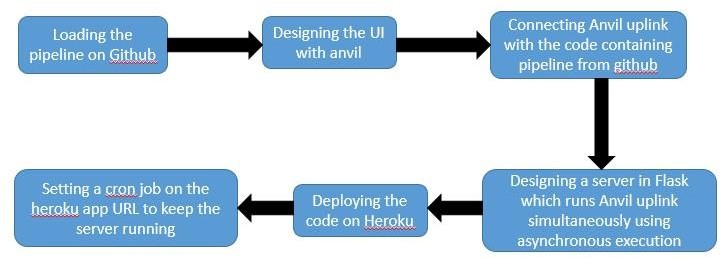 Loading the
pipeline on Github
Designing the UI
with anvil
Connecting Anvil uplink
with the code containing
pipeline from github
Designing a server in Flask
which runs Anvil uplink
simultaneously using
asynchronous execution
Deploying the
code on Heroku
Setting a cron job on the
heroku app URL to keep the
server running